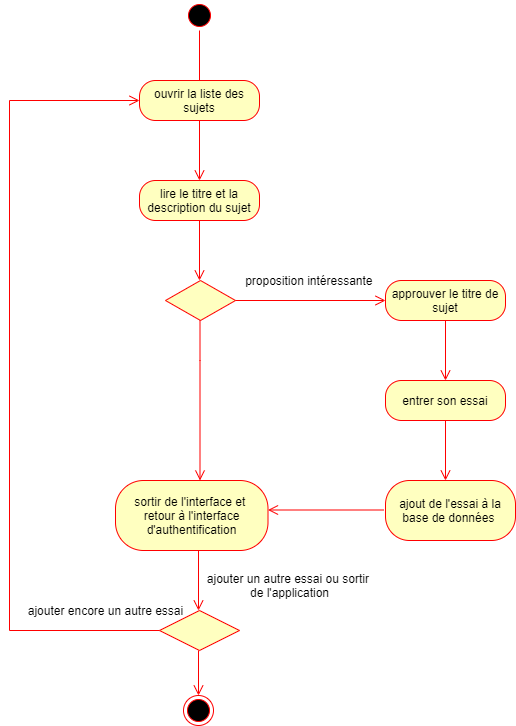 ouvrir la liste des
sujets
lire le titre et la
description du sujet
proposition intéressante
approuver le titre de
sujet
entrer son essai
ajout de l'essai à la
base de données
sortir de l'interface et
retour à l'interface
d'authentification
ajouter un autre essai ou sortir
de l'application
ajouter encore un autre essai